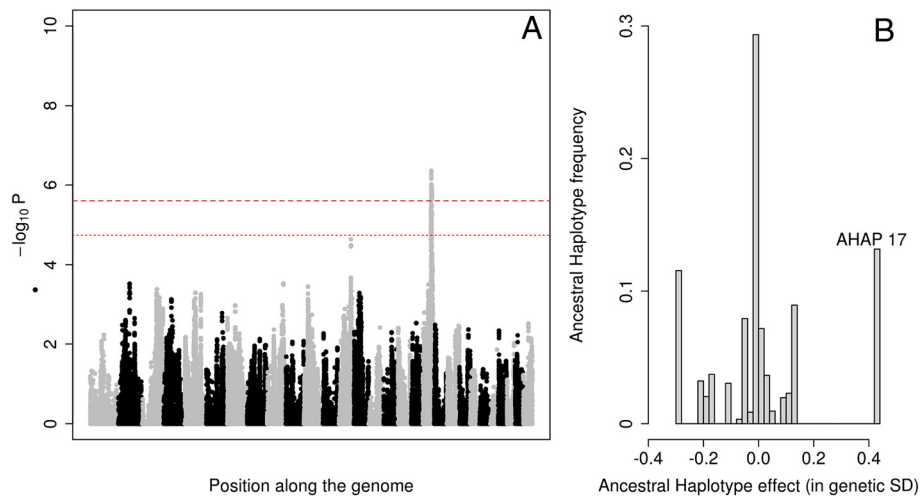 A
10
8
6
4
2
0
−log10 P
Position along the genome
B
0.3
0.2
0.1
0
Ancestral Haplotype frequency
AHAP 17
-0.4 -0.2 0.0 0.2 0.4
Ancestral Haplotype effect (in genetic SD)